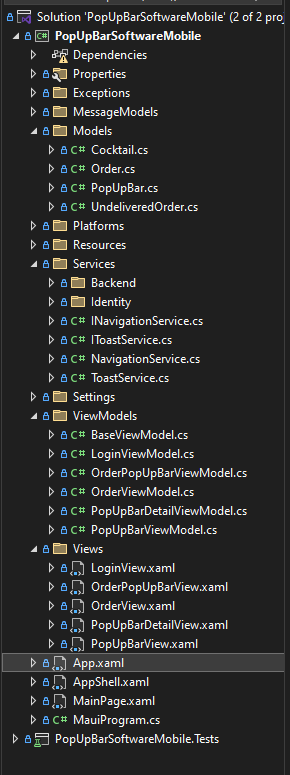 Solution 'PopUpBarSoftwareMobile' (2 of 2 proj
C# PopUpBarSoftwareMobile
Dependencies
Properties
Exceptions
MessageModels
Models
C# Cocktail.cs
C# Order.cs
C# PopUpBar.cs
C# UndeliveredOrder.cs
Platforms
Resources
Services
Backend
Identity
C# INavigationService.cs
C# IToastService.cs
C# NavigationService.cs
C# ToastService.cs
Settings
ViewModels
C# BaseViewModel.cs
C# LoginViewModel.cs
C# OrderPopUpBarViewModel.cs
C# OrderViewModel.cs
C# PopUpBarDetailViewModel.cs
C# PopUpBarViewModel.cs
Views
LoginView.xaml
OrderPopUpBarView.xaml
OrderView.xaml
PopUpBarDetailView.xaml
PopUpBarView.xaml
App.xaml
AppShell.xaml
MainPage.xaml
C# MauiProgram.cs
PopUpBarSoftwareMobile.Tests